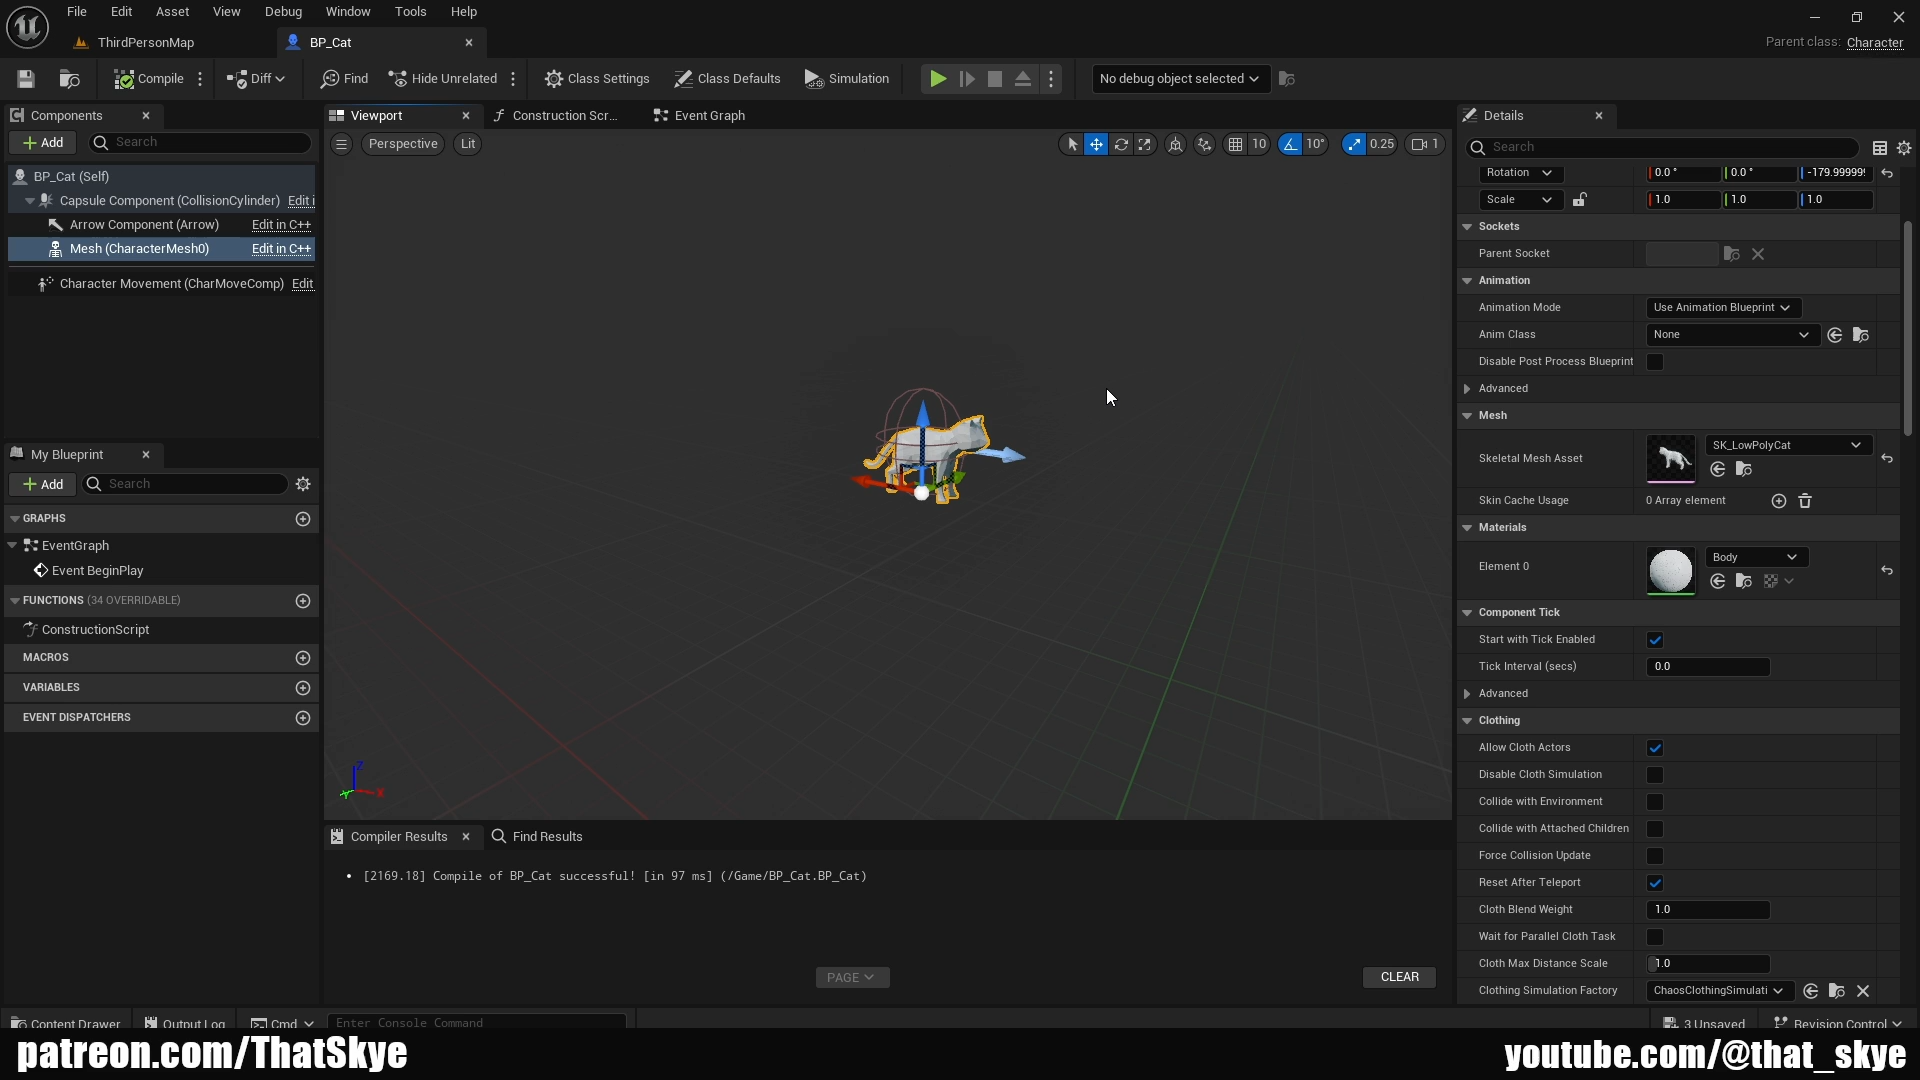 File Edit Asset View Debug Window Tools Help
ThirdPersonMap
BP_Cat
Parent class: Character
Compile
Diff
Find
Hide Unrelated
Class Settings
Class Defaults
Simulation
No debug object selected
Components
Add
Search
BP_Cat (Self)
Capsule Component (CollisionCylinder) Edit i
Arrow Component (Arrow) Edit in C++
Mesh (CharacterMesh0) Edit in C++
Character Movement (CharMoveComp) Edit
My Blueprint
Add
Search
GRAPHS
EventGraph
Event BeginPlay
FUNCTIONS (34 OVERRIDABLE)
ConstructionScript
MACROS
VARIABLES
EVENT DISPATCHERS
Viewport
Construction Scr...
Event Graph
Perspective
Lit
10
10°
0.25
1
Z
X
Y
Compiler Results
Find Results
• [2169.18] Compile of BP_Cat successful! [in 97 ms] (/Game/BP_Cat.BP_Cat)
PAGE
CLEAR
Details
Search
Rotation 0.0 ° 0.0 ° -179.99999°
Scale 1.0 1.0 1.0
Sockets
Parent Socket
Animation
Animation Mode Use Animation Blueprint
Anim Class None
Disable Post Process Blueprint
Advanced
Mesh
Skeletal Mesh Asset SK_LowPolyCat
Skin Cache Usage 0 Array element
Materials
Element 0 Body
Component Tick
Start with Tick Enabled
Tick Interval (secs) 0.0
Advanced
Clothing
Allow Cloth Actors
Disable Cloth Simulation
Collide with Environment
Collide with Attached Children
Force Collision Update
Reset After Teleport
Cloth Blend Weight 1.0
Wait for Parallel Cloth Task
Cloth Max Distance Scale 1.0
Clothing Simulation Factory ChaosClothingSimulati
Content Drawer
Output Log
Cmd
Enter Console Command
3 Unsaved
Revision Control
patreon.com/ThatSkye
youtube.com/@that_skye